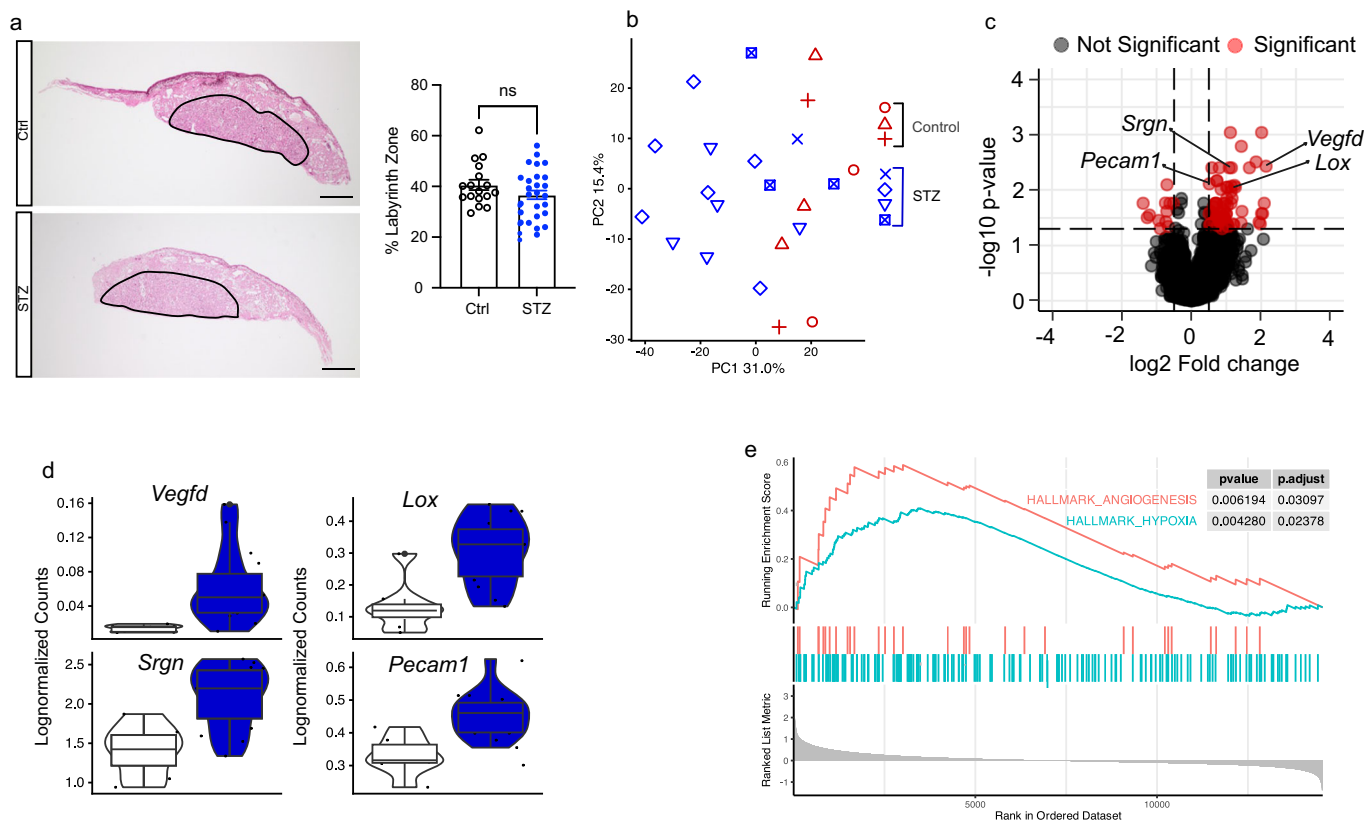 a
Ctrl
STZ
% Labyrinth Zone
80
60
40
20
0
ns
Ctrl
STZ
b
PC2 15.4%
30
20
10
0
-10
-20
-30
-40
-20
0
20
PC1 31.0%
Control
STZ
c
Not Significant
Significant
-log10 p-value
4
3
2
1
0
Srgn
Pecam1
Vegfd
Lox
-4
-2
0
2
4
log2 Fold change
d
Lognormalized Counts
Vegfd
0.16
0.12
0.08
0.04
Srgn
2.5
2.0
1.5
1.0
Lognormalized Counts
Lox
0.4
0.3
0.2
0.1
Pecam1
0.6
0.5
0.4
0.3
e
Running Enrichment Score
0.6
0.4
0.2
0.0
pvalue p.adjust
HALLMARK_ANGIOGENESIS 0.006194 0.03097
HALLMARK_HYPOXIA 0.004280 0.02378
Ranked List Metric
3
2
1
0
-1
5000
10000
Rank in Ordered Dataset